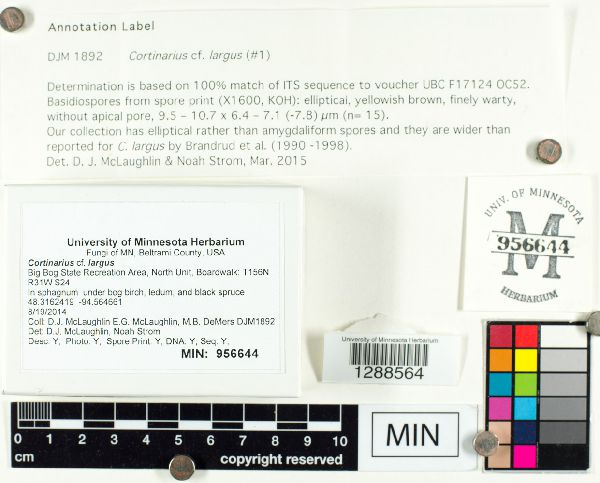 Annotation Label
DJM 1892 Cortinarius cf. largus (#1)
Determination is based on 100% match of ITS sequence to voucher UBC F17124 OC52.
Basidiospores from spore print (X1600, KOH): elliptical, yellowish brown, finely warty,
without apical pore, 9.5 – 10.7 x 6.4 – 7.1 (-7.8) µm (n= 15).
Our collection has elliptical rather than amygdaliform spores and they are wider than
reported for C. largus by Brandrud et al. (1990 -1998).
Det. D. J. McLaughlin & Noah Strom, Mar. 2015
University of Minnesota Herbarium
Fungi of MN, Beltrami County, USA
Cortinarius cf. largus
Big Bog State Recreation Area, North Unit, Boardwalk: T156N
R31W S24
In sphagnum under bog birch, ledum, and black spruce
48.3162419 -94.564661
8/19/2014
Coll: D.J. McLaughlin E.G. McLaughlin, M.B. DeMers DJM1892
Det: D.J. McLaughlin, Noah Strom
Desc: Y, Photo: Y, Spore Print: Y, DNA: Y, Seq: Y,
MIN: 956644
UNIV. OF MINNESOTA
M
956644
HERBARIUM
University of Minnesota Herbarium
1288564
0 1 2 3 4 5 6 7 8 9 10
cm copyright reserved
MIN